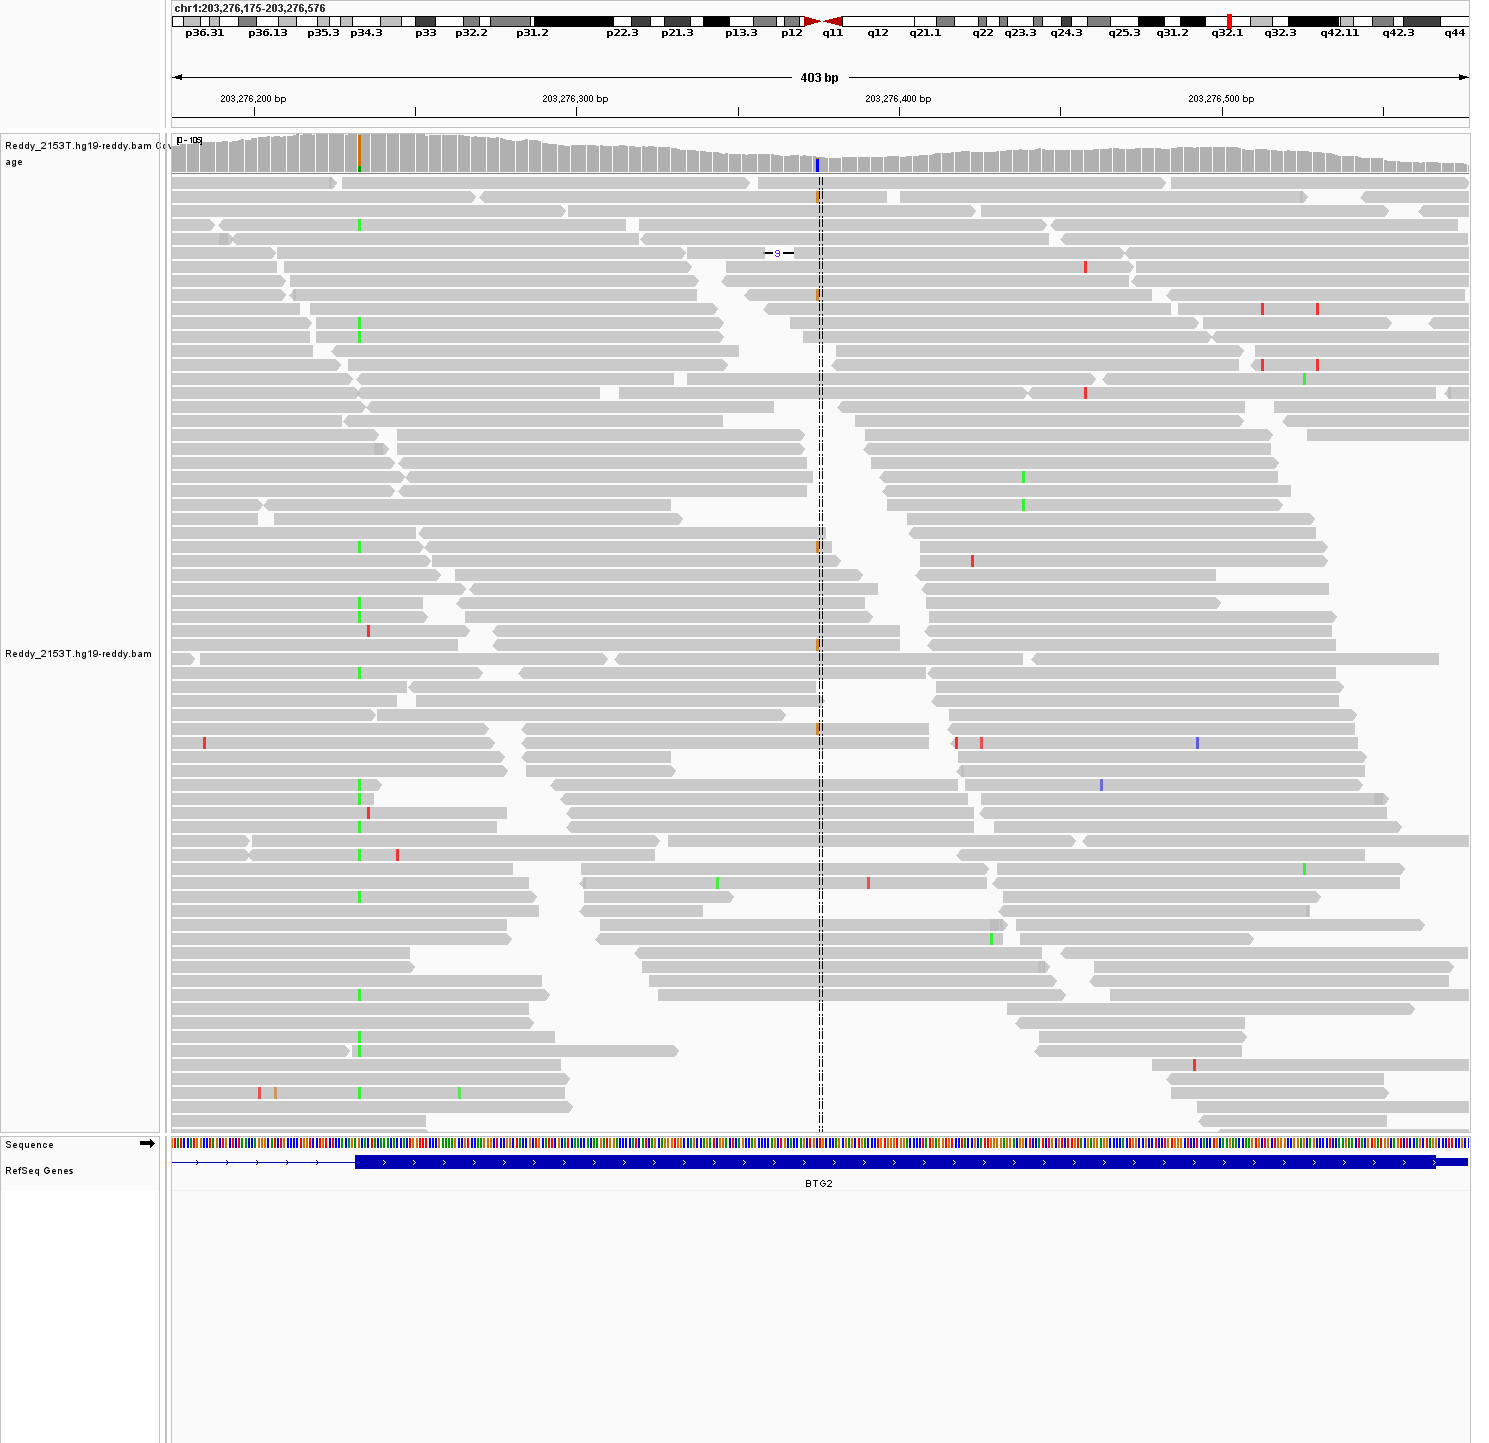 chr1:203,276,175-203,276,576
p36.31 p36.13 p35.3 p34.3 p33 p32.2 p31.2 p22.3 p21.3 p13.3 p12 q11 q12 q21.1 q22 q23.3 q24.3 q25.3 q31.2 q32.1 q32.3 q42.11 q42.3 q44
403 bp
203,276,200 bp 203,276,300 bp 203,276,400 bp 203,276,500 bp
Reddy_2153T.hg19-reddy.bam Cov
age
9
Reddy_2153T.hg19-reddy.bam
Sequence
RefSeq Genes
BTG2